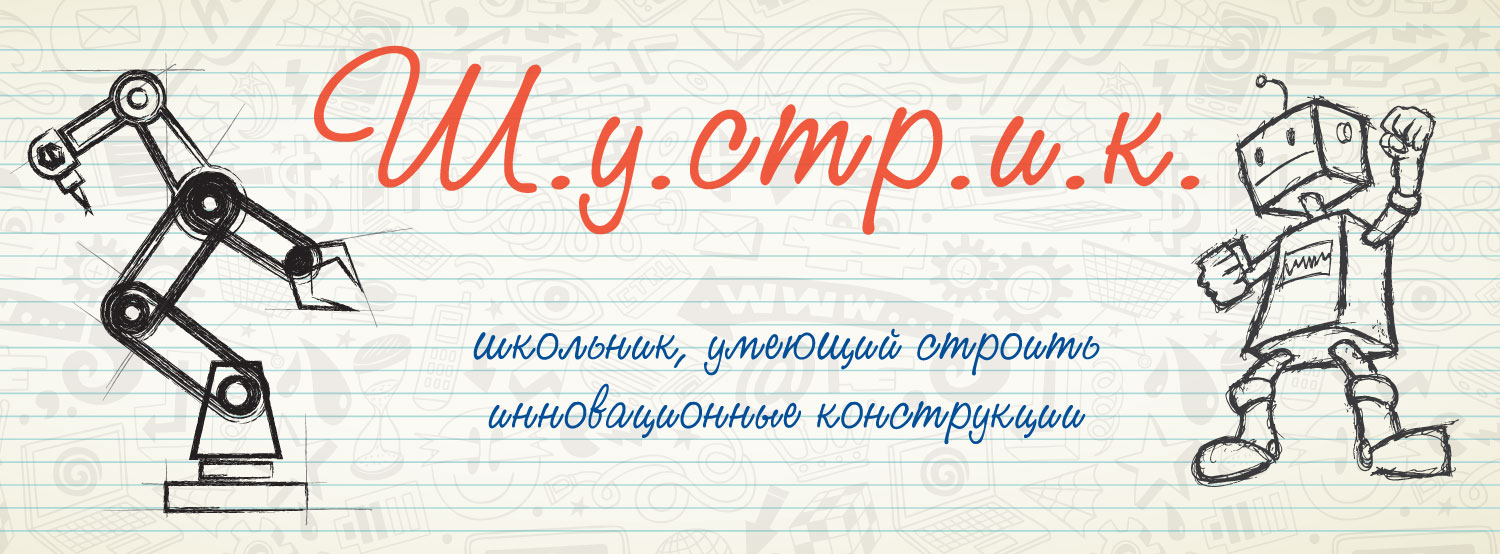 Ш.у.стр.и.к.
школьник, умеющий строить
инновационные конструкции